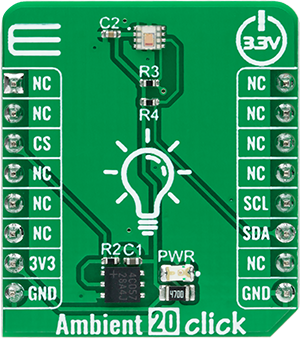 3.3V
C2
R3
R4
NC NC
NC NC
CS NC
NC NC
NC SCL
NC SDA
3V3 NC
GND GND
R2 C1 PWR
4700
Ambient 20 click